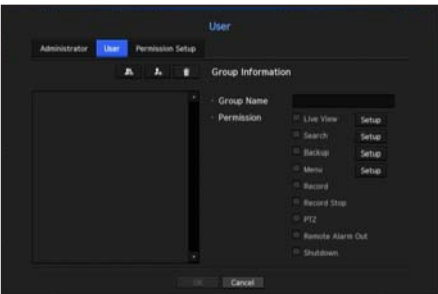 User
Administrator User Permission Setup
Group Information
- Group Name
- Permission
Live View Setup
Search Setup
Backup Setup
Menu Setup
Record
Record Stop
PTZ
Remote Alarm Out
Shutdown
OK Cancel